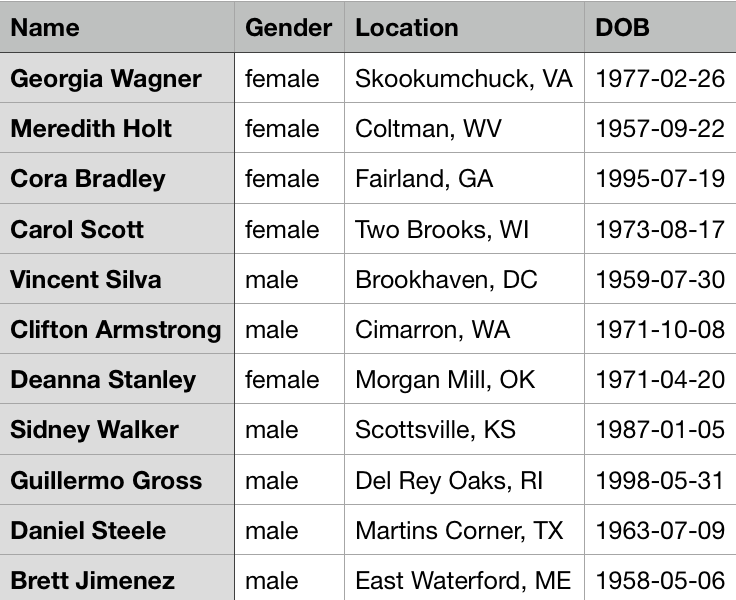 Name Gender Location DOB
Georgia Wagner female Skookumchuck, VA 1977-02-26
Meredith Holt female Coltman, WV 1957-09-22
Cora Bradley female Fairland, GA 1995-07-19
Carol Scott female Two Brooks, WI 1973-08-17
Vincent Silva male Brookhaven, DC 1959-07-30
Clifton Armstrong male Cimarron, WA 1971-10-08
Deanna Stanley female Morgan Mill, OK 1971-04-20
Sidney Walker male Scottsville, KS 1987-01-05
Guillermo Gross male Del Rey Oaks, RI 1998-05-31
Daniel Steele male Martins Corner, TX 1963-07-09
Brett Jimenez male East Waterford, ME 1958-05-06